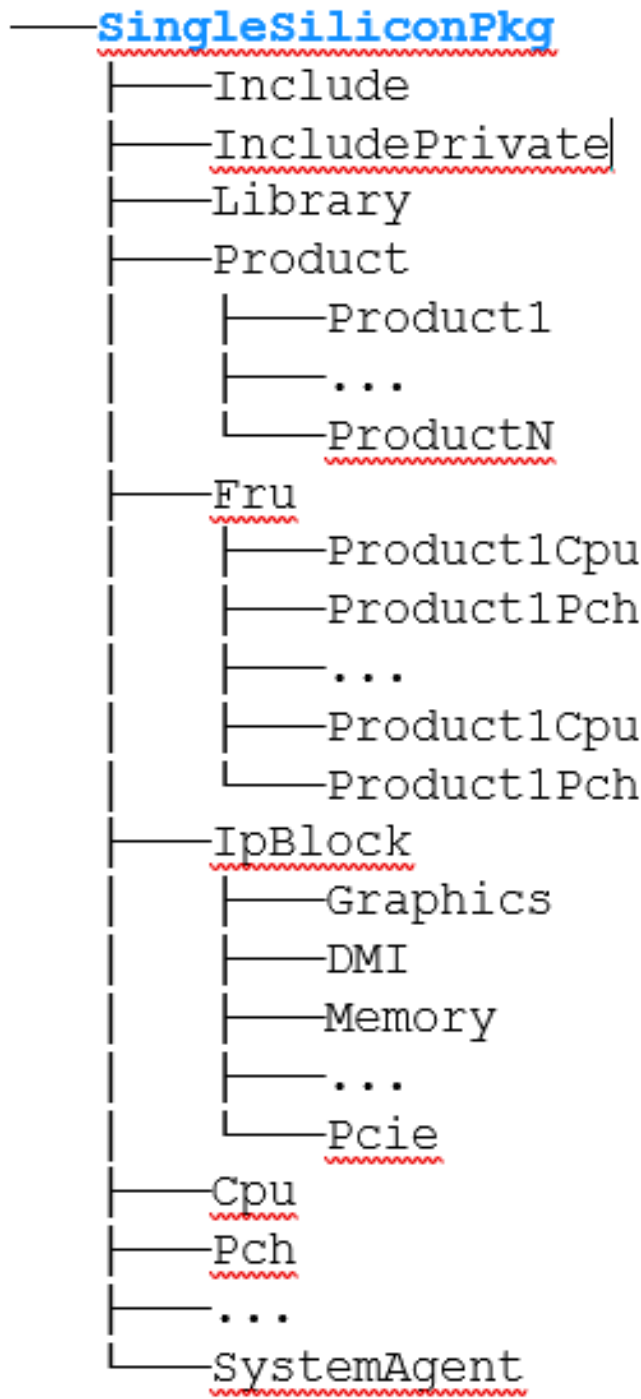 SingleSiliconPkg
Include
IncludePrivate
Library
Product
Product1
...
ProductN
Fru
Product1Cpu
Product1Pch
...
Product1Cpu
Product1Pch
IpBlock
Graphics
DMI
Memory
...
Pcie
Cpu
Pch
...
SystemAgent